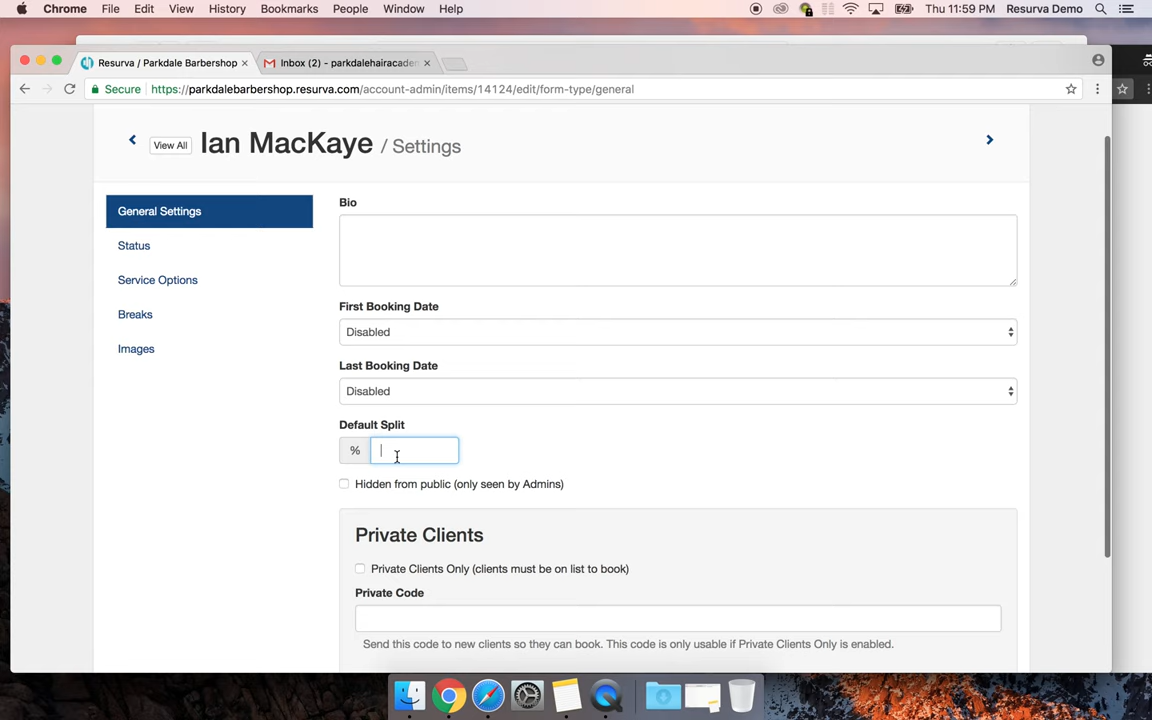 Chrome File Edit View History Bookmarks People Window Help Thu 11:59 PM Resurva Demo
Resurva / Parkdale Barbershop × Inbox (2) - parkdalehairacaden ×
Secure https://parkdalebarbershop.resurva.com/account-admin/items/14124/edit/form-type/general
View All Ian MacKaye / Settings
General Settings
Status
Service Options
Breaks
Images
Bio
First Booking Date
Disabled
Last Booking Date
Disabled
Default Split
%
Hidden from public (only seen by Admins)
Private Clients
Private Clients Only (clients must be on list to book)
Private Code
Send this code to new clients so they can book. This code is only usable if Private Clients Only is enabled.